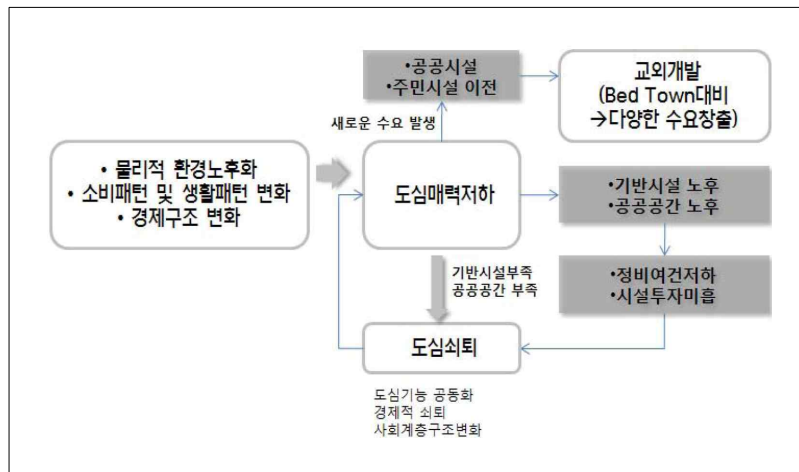 •공공시설
•주민시설 이전
교외개발
(Bed Town대비
→다양한 수요창출)
새로운 수요 발생
• 물리적 환경노후화
• 소비패턴 및 생활패턴 변화
• 경제구조 변화
도심매력저하
•기반시설 노후
•공공공간 노후
기반시설부족
공공공간 부족
•정비여건저하
•시설투자미흡
도심쇠퇴
도심기능 공동화
경제적 쇠퇴
사회계층구조변화